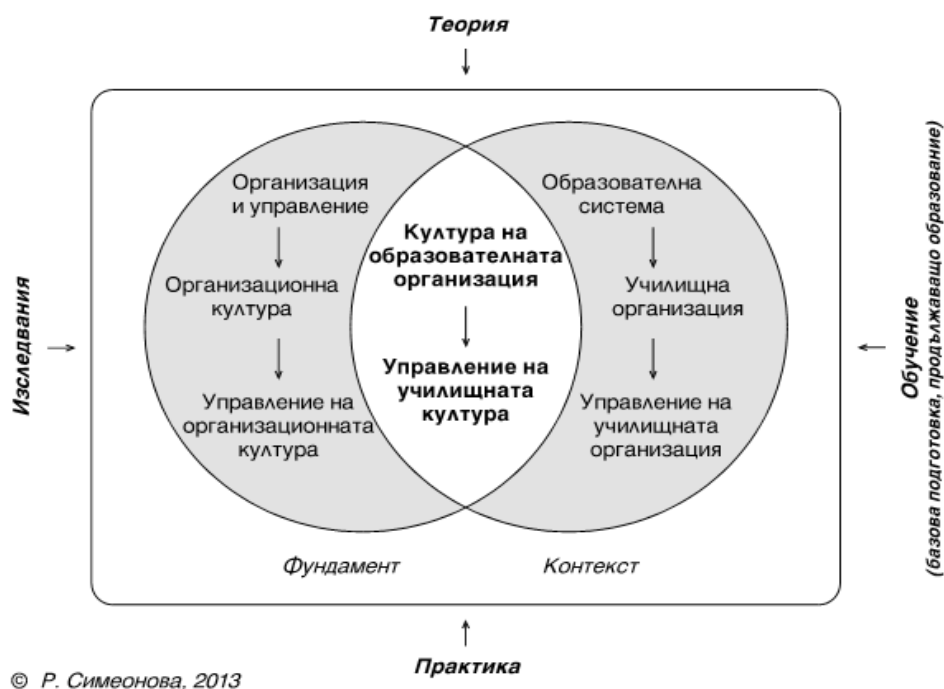 Теория
Организация
и управление
Организационна
култура
Управление на
организационната
култура
Култура на
образователната
организация
Управление на
училищната
култура
Образователна
система
Училищна
организация
Управление на
училищната
организация
Фундамент
Контекст
Изследвания
Обучение
(базова подготовка, продължаващо образование)
Практика
© Р. Симеонова, 2013